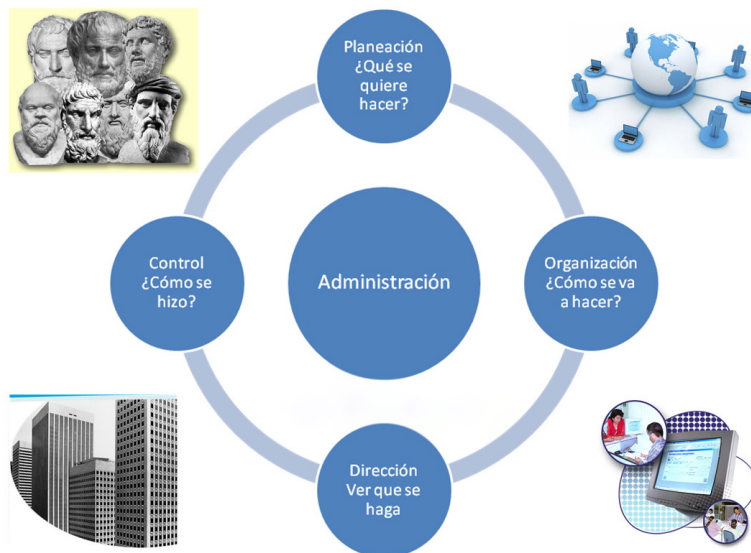 Planeación
¿Qué se
quiere
hacer?
Control
¿Cómo se
hizo?
Administración
Organización
¿Cómo se va
a hacer?
Dirección
Ver que se
haga